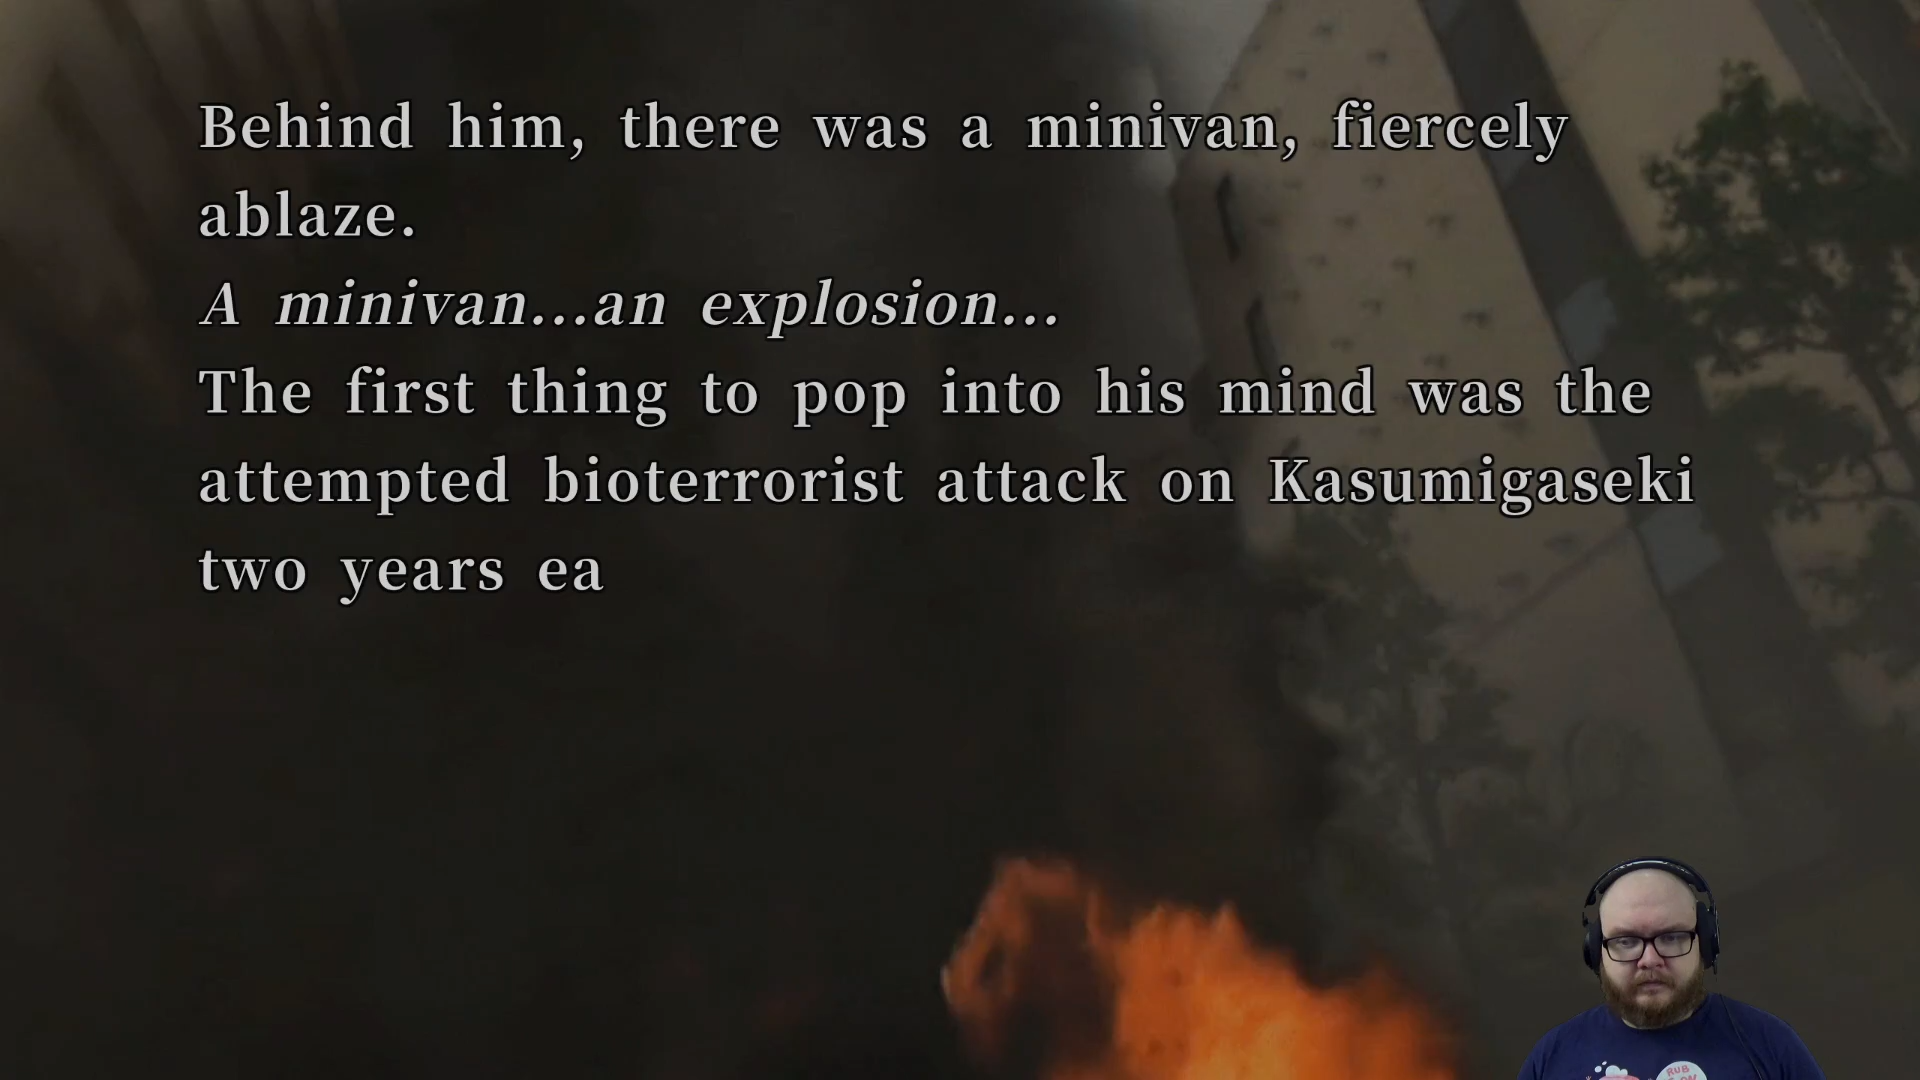 Behind him, there was a minivan, fiercely
ablaze.
A minivan...an explosion...
The first thing to pop into his mind was the
attempted bioterrorist attack on Kasumigaseki
two years ea
RUB